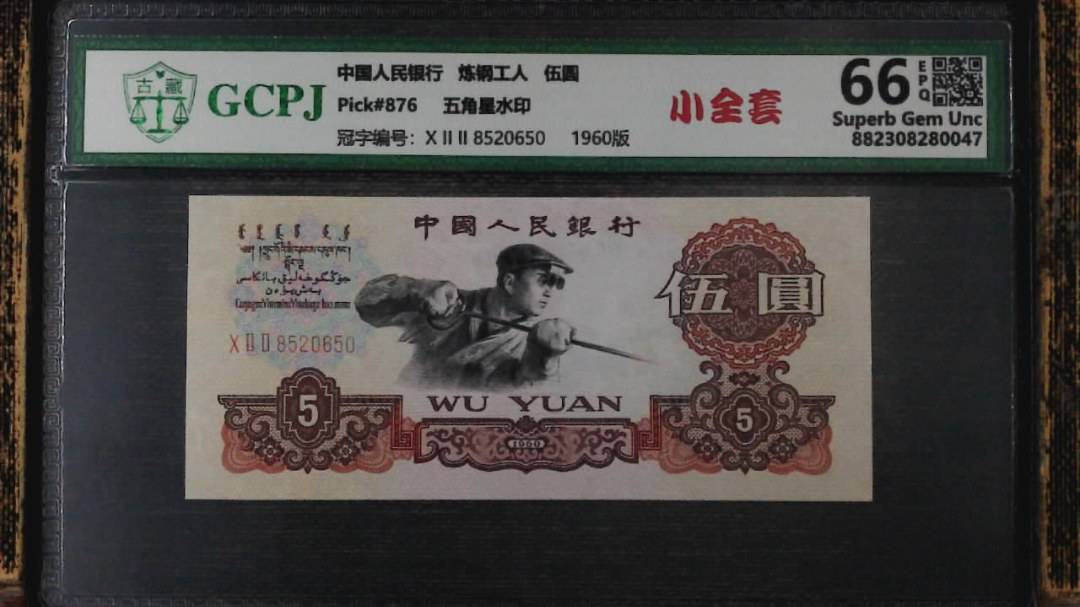 古藏
GCPJ
中国人民银行 炼钢工人 伍圆
Pick#876 五角星水印
冠字编号: X II II 8520650 1960版
小全套
66
EPQ
Superb Gem Unc
882308280047
中國人民銀行
伍圓
X II II 8520650
5
WU YUAN
5
1960